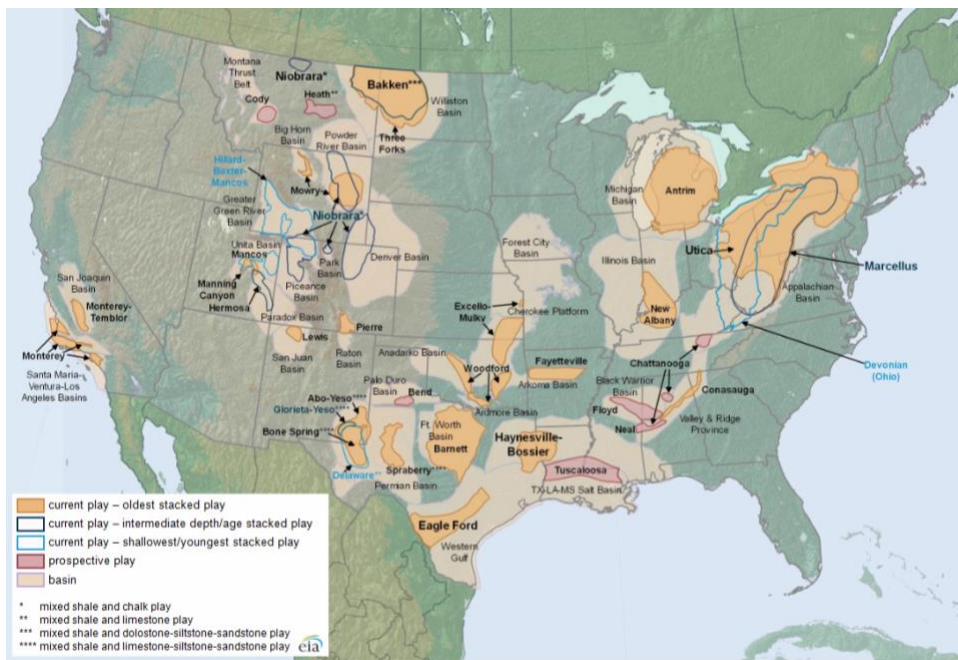 Montana
Thrust
Belt
Niobrara*
Bakken***
Cody
Heath**
Williston
Basin
Big Horn
Basin
Powder
River Basin
Three
Forks
Hillard-
Baxter-
Mancos
Mowry
Greater
Green River
Basin
Niobrara*
Michigan
Basin
Antrim
Uinta Basin
Mancos
Park
Basin
Denver Basin
Forest City
Basin
Illinois Basin
Utica
Marcellus
San Joaquin
Basin
Manning
Canyon
Hermosa
Piceance
Basin
Appalachian
Basin
Monterey-
Temblor
Paradox Basin
Excello-
Mulky
Cherokee Platform
New
Albany
Pierre
Lewis
Monterey
San Juan
Basin
Raton
Basin
Anadarko Basin
Woodford
Fayetteville
Chattanooga
Devonian
(Ohio)
Santa Maria-
Ventura-Los
Angeles Basins
Palo Duro
Basin
Bend
Arkoma Basin
Black Warrior
Basin
Conasauga
Abo-Yeso****
Glorieta-Yeso****
Ardmore Basin
Floyd
Neal
Valley & Ridge
Province
Bone Spring****
Ft. Worth
Basin
Barnett
Haynesville-
Bossier
Delaware**
Spraberry****
Permian Basin
Tuscaloosa
TX-LA-MS Salt Basin
Eagle Ford
Western
Gulf
current play – oldest stacked play
current play – intermediate depth/age stacked play
current play – shallowest/youngest stacked play
prospective play
basin
* mixed shale and chalk play
** mixed shale and limestone play
*** mixed shale and dolostone-siltstone-sandstone play
**** mixed shale and limestone-siltstone-sandstone play
eia